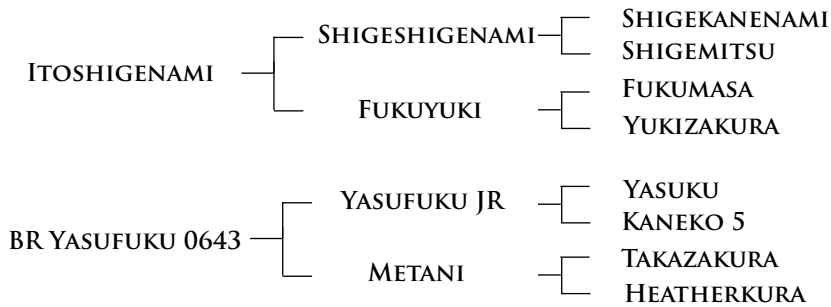 Shigekanenami
Shigeshigenami
Shigemitsu
Itoshigenami
Fukumasa
Fukuyuki
Yukizakura
Yasuku
Yasufuku JR
Kaneko 5
BR Yasufuku 0643
Takazakura
Metani
Heatherkura